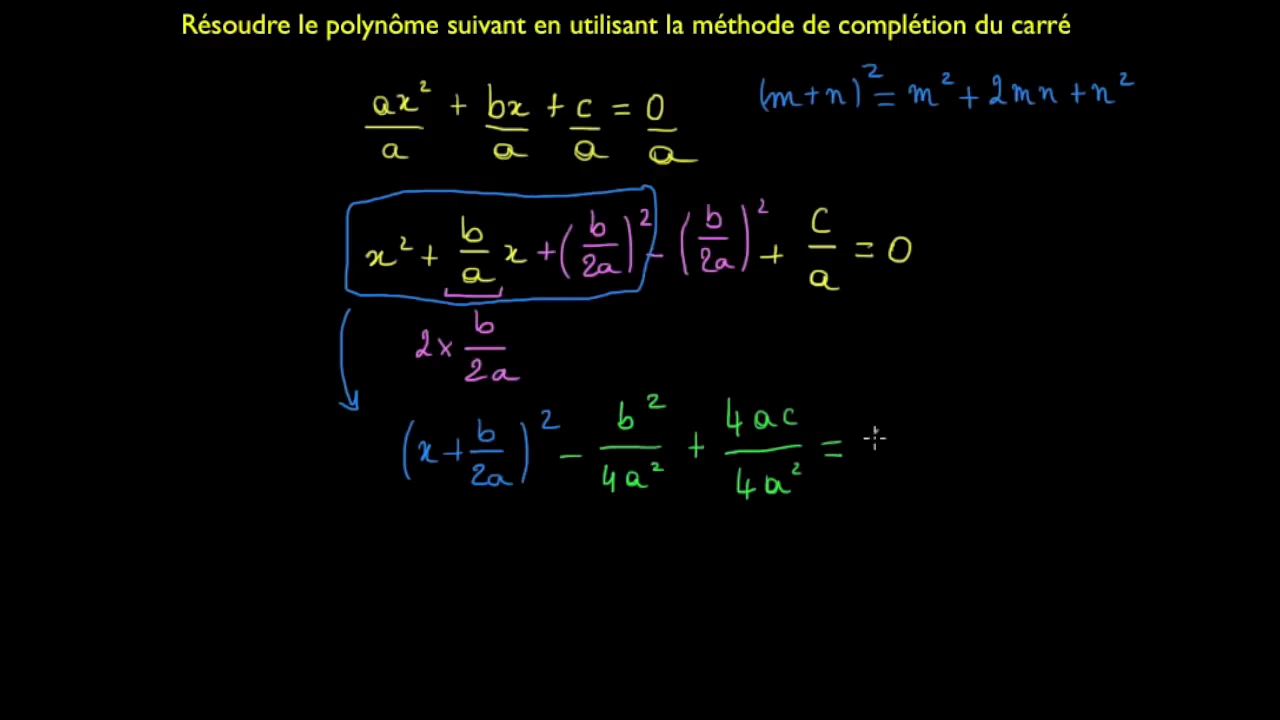 Résoudre le polynôme suivant en utilisant la méthode de complétion du carré
ax²/a + bx/a + c/a = 0/a
(m+n)² = m² + 2mn + n²
x² + b/a x + (b/2a)² - (b/2a)² + c/a = 0
2 × b/2a
(x + b/2a)² - b²/4a² + 4ac/4a² =